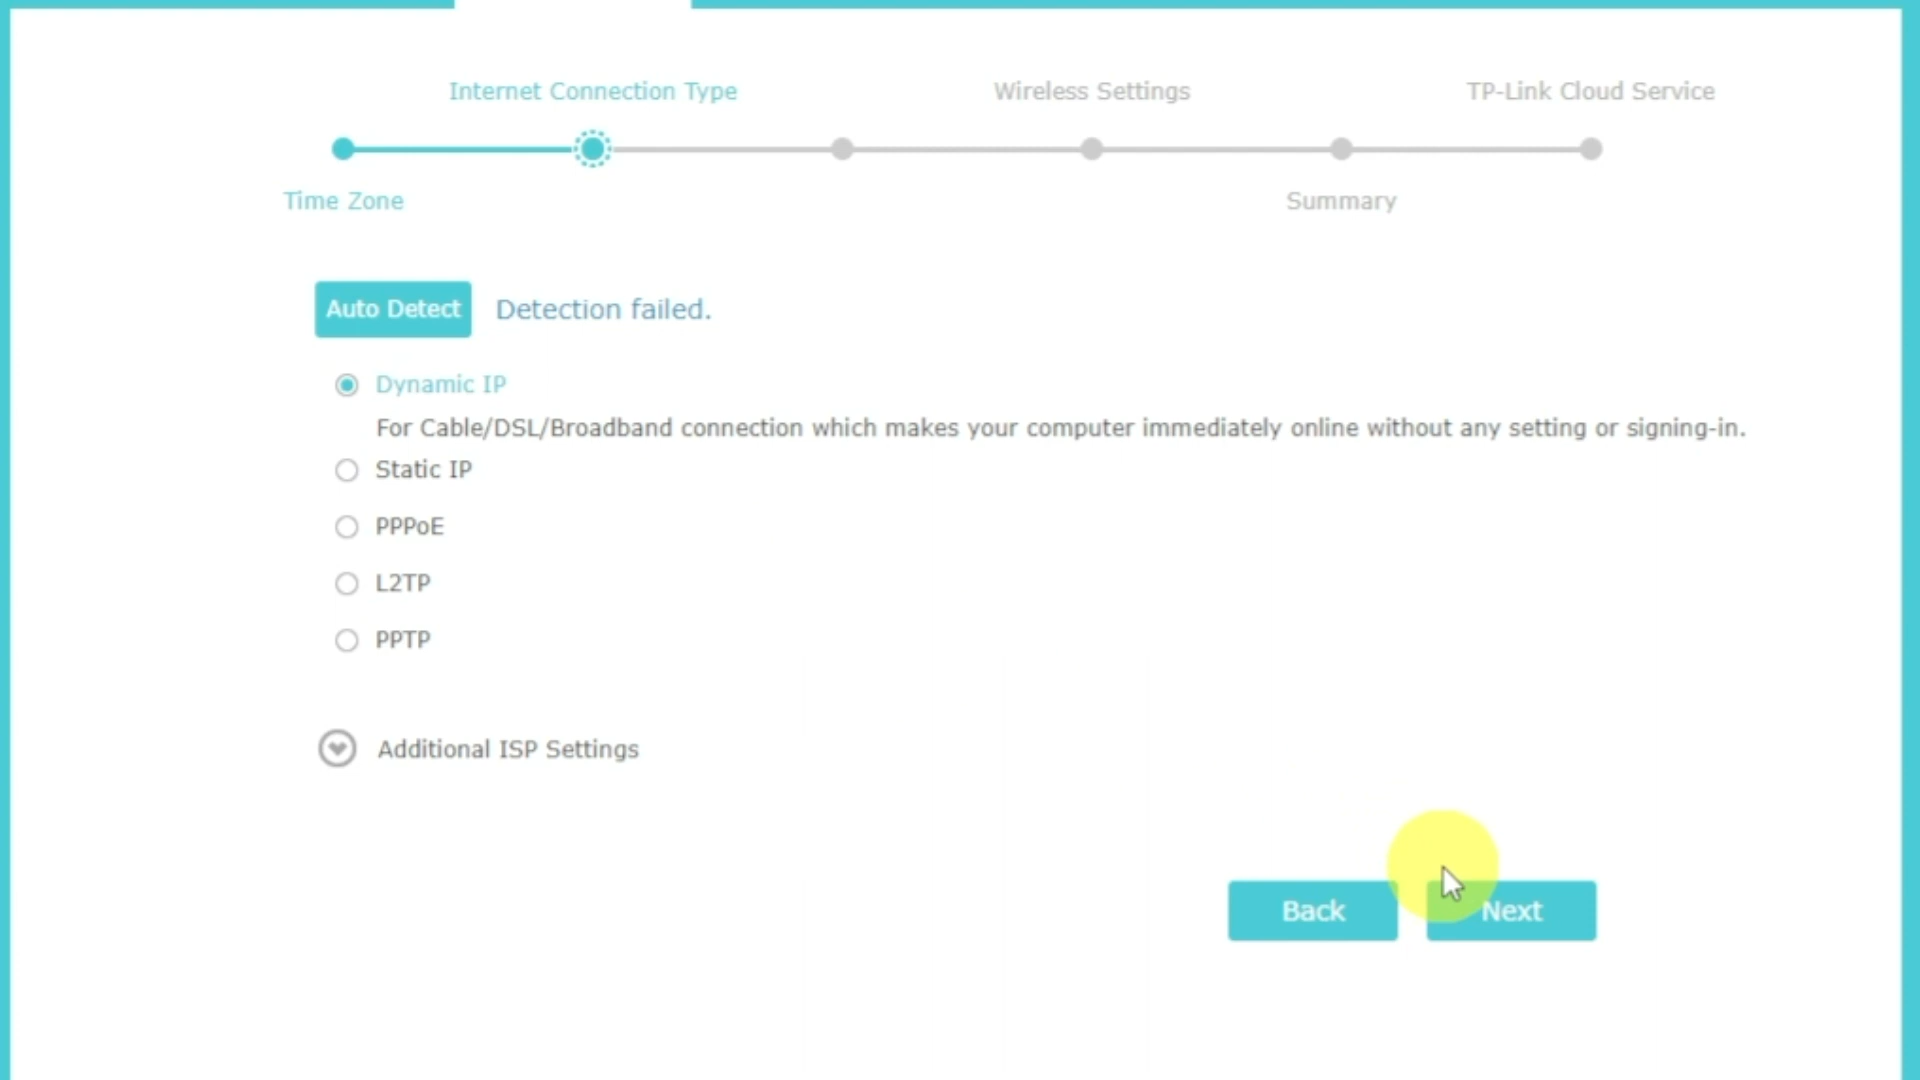 Internet Connection Type
Wireless Settings
TP-Link Cloud Service
Time Zone
Summary
Auto Detect
Detection failed.
Dynamic IP
For Cable/DSL/Broadband connection which makes your computer immediately online without any setting or signing-in.
Static IP
PPPoE
L2TP
PPTP
Additional ISP Settings
Back
Next